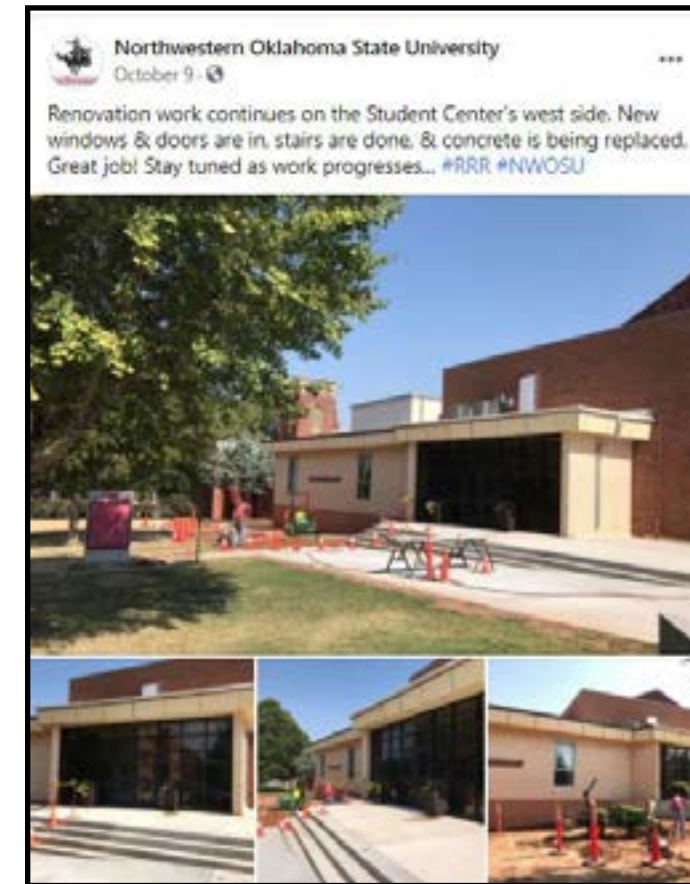 Northwestern Oklahoma State University
October 9 ·
Renovation work continues on the Student Center's west side. New
windows & doors are in, stairs are done, & concrete is being replaced.
Great job! Stay tuned as work progresses... #RRR #NWOSU